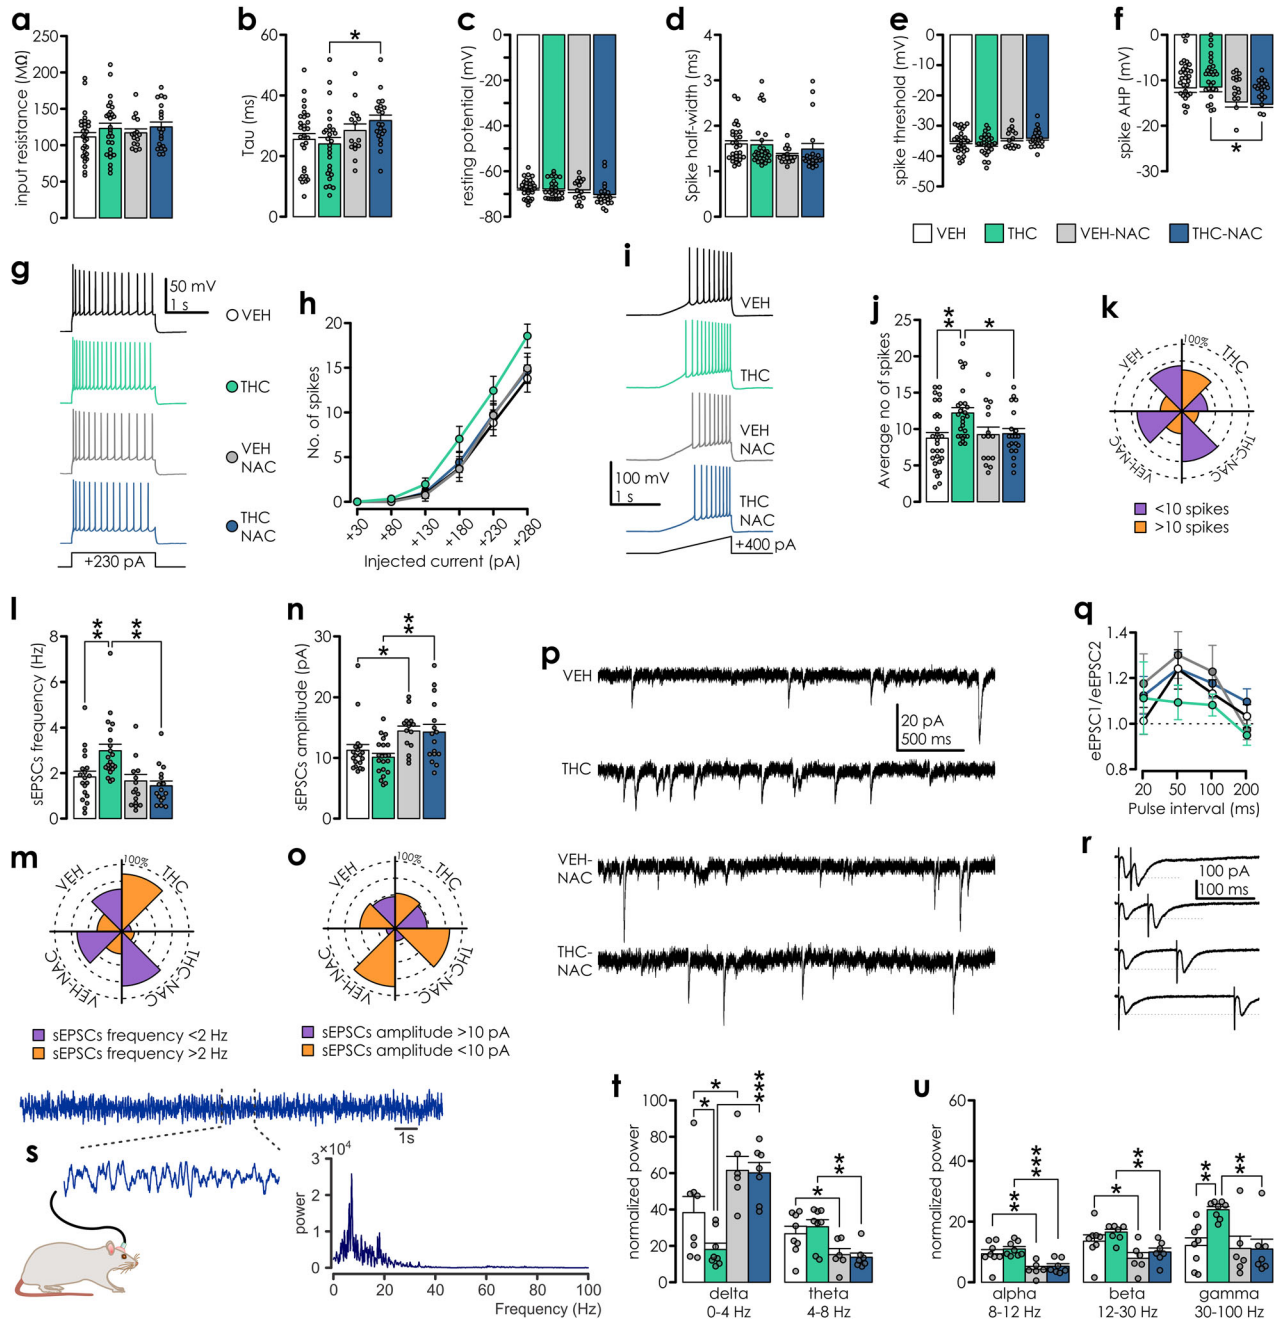 a
input resistance (MΩ)
250
200
150
100
50
0
b
Tau (ms)
60
40
20
0
*
c
resting potential (mV)
0
-20
-40
-60
-80
d
Spike half-width (ms)
4
3
2
1
0
e
spike threshold (mV)
0
-10
-20
-30
-40
-50
f
spike AHP (mV)
0
-10
-20
-30
*
VEH
THC
VEH-NAC
THC-NAC
g
50 mV
1 s
VEH
THC
VEH
NAC
THC
NAC
+230 pA
h
No. of spikes
20
15
10
5
0
+30
+80
+130
+180
+230
+280
Injected current (pA)
i
VEH
THC
VEH
NAC
100 mV
1 s
THC
NAC
+400 pA
j
Average no of spikes
25
20
15
10
5
0
**
*
k
100%
VEH
THC
VEH-NAC
THC-NAC
<10 spikes
>10 spikes
l
sEPSCs frequency (Hz)
8
6
4
2
0
**
**
n
sEPSCs amplitude (pA)
30
20
10
0
*
**
p
VEH
20 pA
500 ms
THC
VEH-
NAC
THC-
NAC
q
eEPSC1/eEPSC2
1.4
1.2
1.0
0.8
20
50
100
200
Pulse interval (ms)
m
100%
VEH
THC
VEH-NAC
THC-NAC
sEPSCs frequency <2 Hz
sEPSCs frequency >2 Hz
o
100%
VEH
THC
VEH-NAC
THC-NAC
sEPSCs amplitude >10 pA
sEPSCs amplitude <10 pA
r
100 pA
100 ms
s
1s
×10⁴
power
3
2
1
0
0
20
40
60
80
100
Frequency (Hz)
t
normalized power
100
80
60
40
20
0
*
*
***
*
**
delta
0-4 Hz
theta
4-8 Hz
u
normalized power
60
40
20
0
**
***
*
**
**
**
alpha
8-12 Hz
beta
12-30 Hz
gamma
30-100 Hz